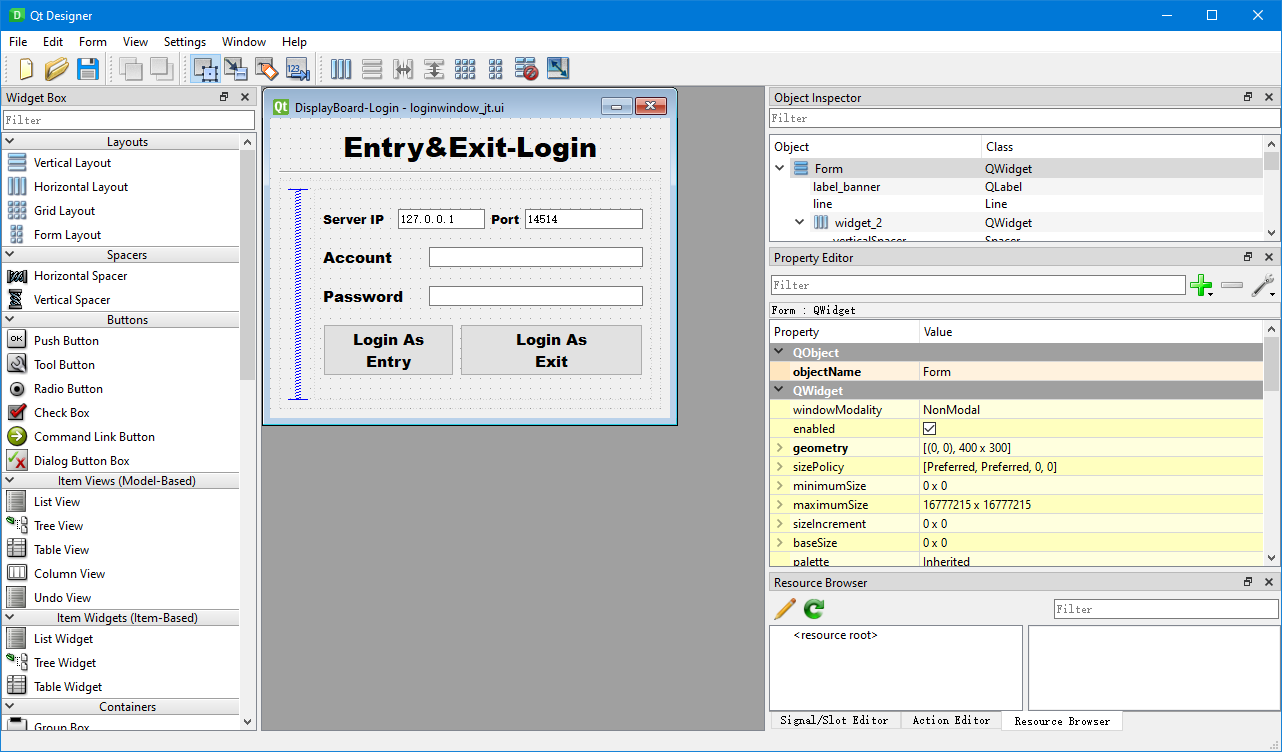 Qt Designer
File Edit Form View Settings Window Help
Widget Box
Filter
Layouts
Vertical Layout
Horizontal Layout
Grid Layout
Form Layout
Spacers
Horizontal Spacer
Vertical Spacer
Buttons
OK Push Button
Tool Button
Radio Button
Check Box
Command Link Button
Dialog Button Box
Item Views (Model-Based)
List View
Tree View
Table View
Column View
Undo View
Item Widgets (Item-Based)
List Widget
Tree Widget
Table Widget
Containers
Group Box
Qt DisplayBoard-Login - loginwindow_jt.ui
Entry&Exit-Login
Server IP 127.0.0.1 Port 14514
Account
Password
Login As
Entry
Login As
Exit
Object Inspector
Filter
Object Class
Form QWidget
label_banner QLabel
line Line
widget_2 QWidget
verticalSpacer Spacer
Property Editor
Filter
Form : QWidget
Property Value
QObject
objectName Form
QWidget
windowModality NonModal
enabled
geometry [(0, 0), 400 x 300]
sizePolicy [Preferred, Preferred, 0, 0]
minimumSize 0 x 0
maximumSize 16777215 x 16777215
sizeIncrement 0 x 0
baseSize 0 x 0
palette Inherited
Resource Browser
Filter
<resource root>
Signal/Slot Editor Action Editor Resource Browser